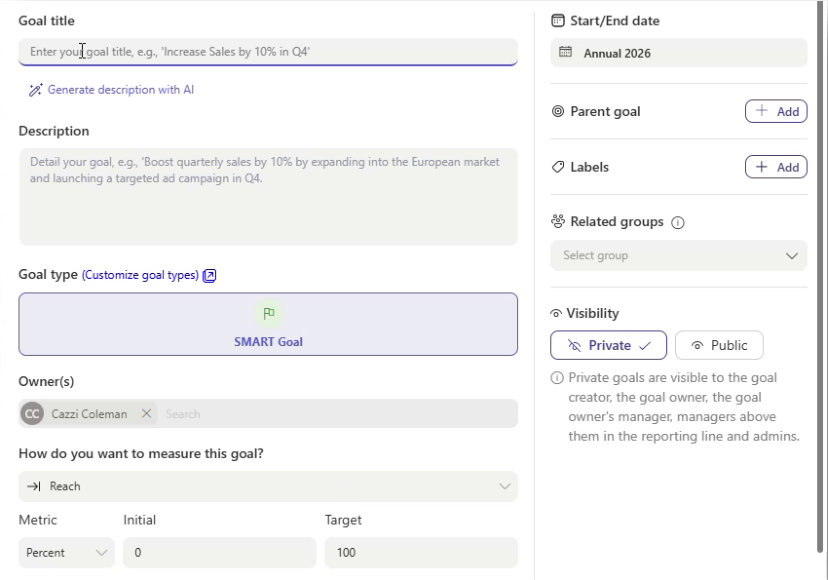 Goal title
Enter your goal title, e.g., 'Increase Sales by 10% in Q4'
Generate description with AI
Description
Detail your goal, e.g., 'Boost quarterly sales by 10% by expanding into the European market
and launching a targeted ad campaign in Q4.
Goal type (Customize goal types)
SMART Goal
Owner(s)
CC Cazzi Coleman Search
How do you want to measure this goal?
Reach
Metric Initial Target
Percent 0 100
Start/End date
Annual 2026
Parent goal Add
Labels Add
Related groups
Select group
Visibility
Private Public
Private goals are visible to the goal
creator, the goal owner, the goal
owner's manager, managers above
them in the reporting line and admins.